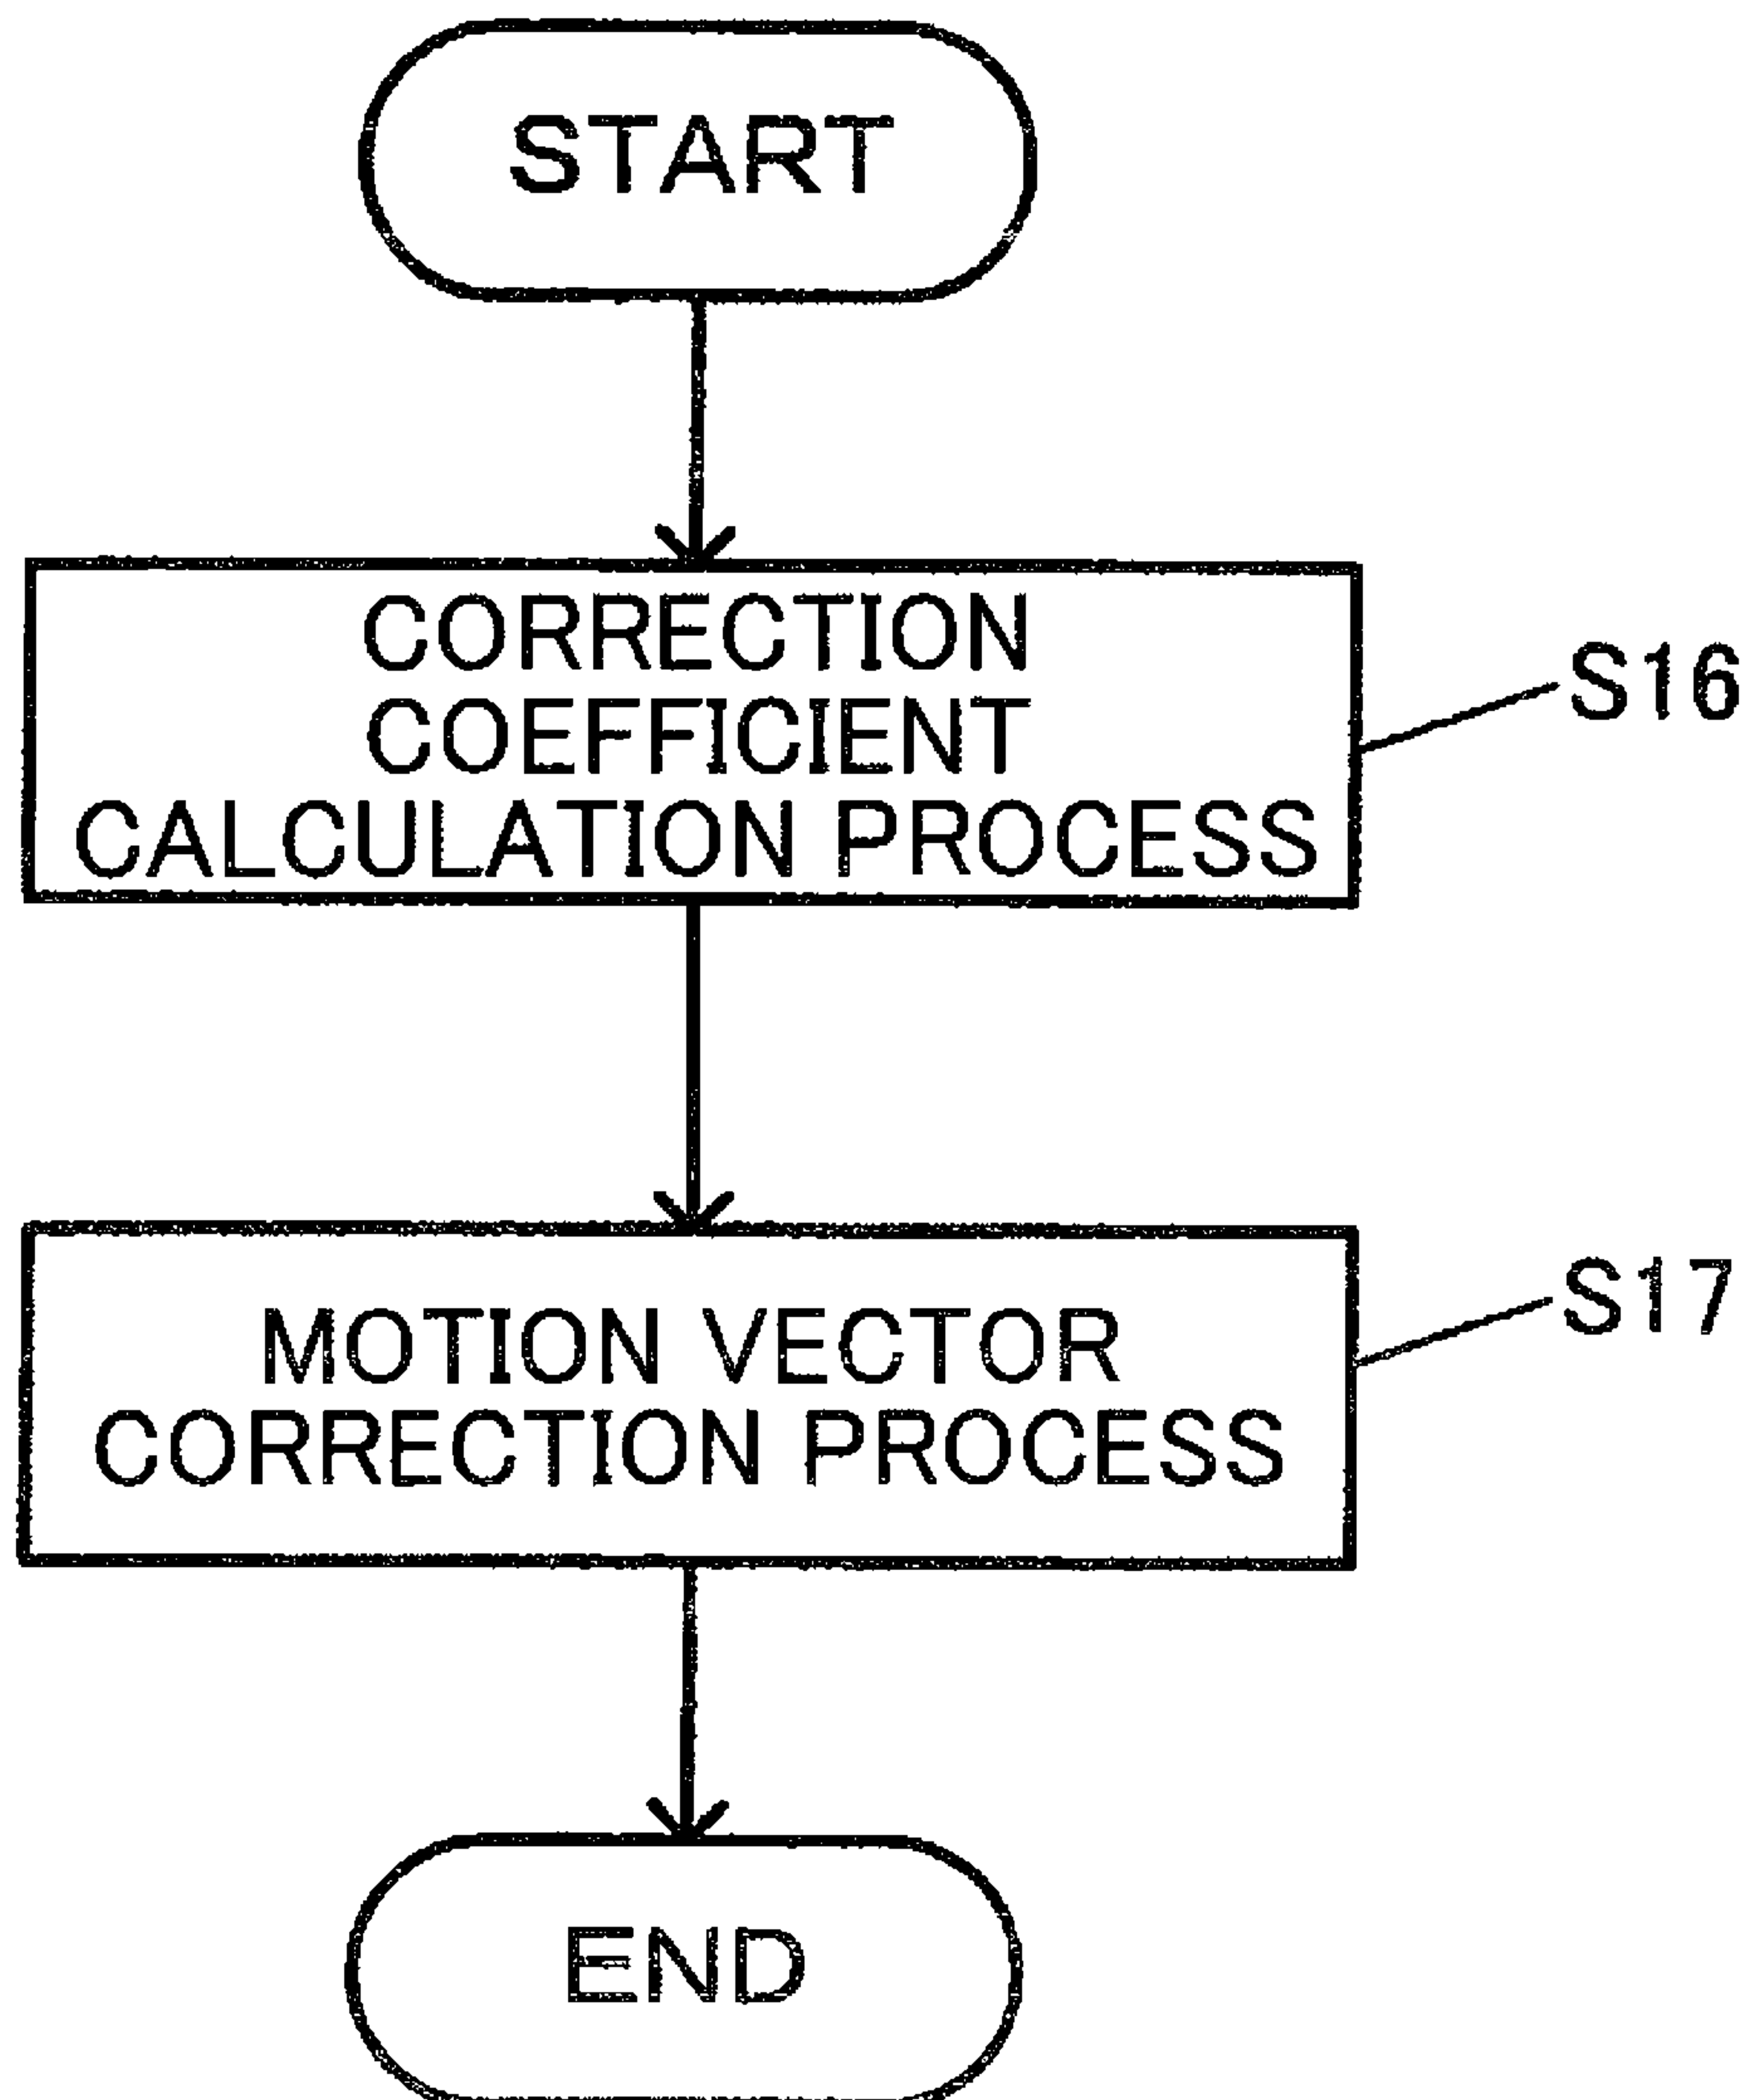 START
CORRECTION
COEFFICIENT
CALCULATION PROCESS
S16
MOTION VECTOR
CORRECTION PROCESS
S17
END